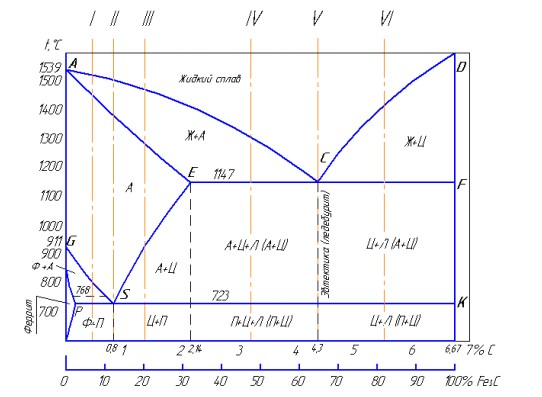 I II III IV V VI
t,°C
A
D
1539
1500
Жидкий сплав
1400
Ж+А
Ж+Ц
1300
C
1200
E
1147
F
1100
А
1000
G
911
900
А+Ц
А+Ц+Л (А+Ц)
Эвтектика (ледебурит)
Ц+Л (А+Ц)
Ф+А
800
768
S
723
K
P
700
Феррит
Ф+П
Ц+П
П+Ц+Л (П+Ц)
Ц+Л (П+Ц)
0,8 1 2 2,14 3 4 4,3 5 6 6,67 7% C
0 10 20 30 40 50 60 70 80 90 100% Fe₃C